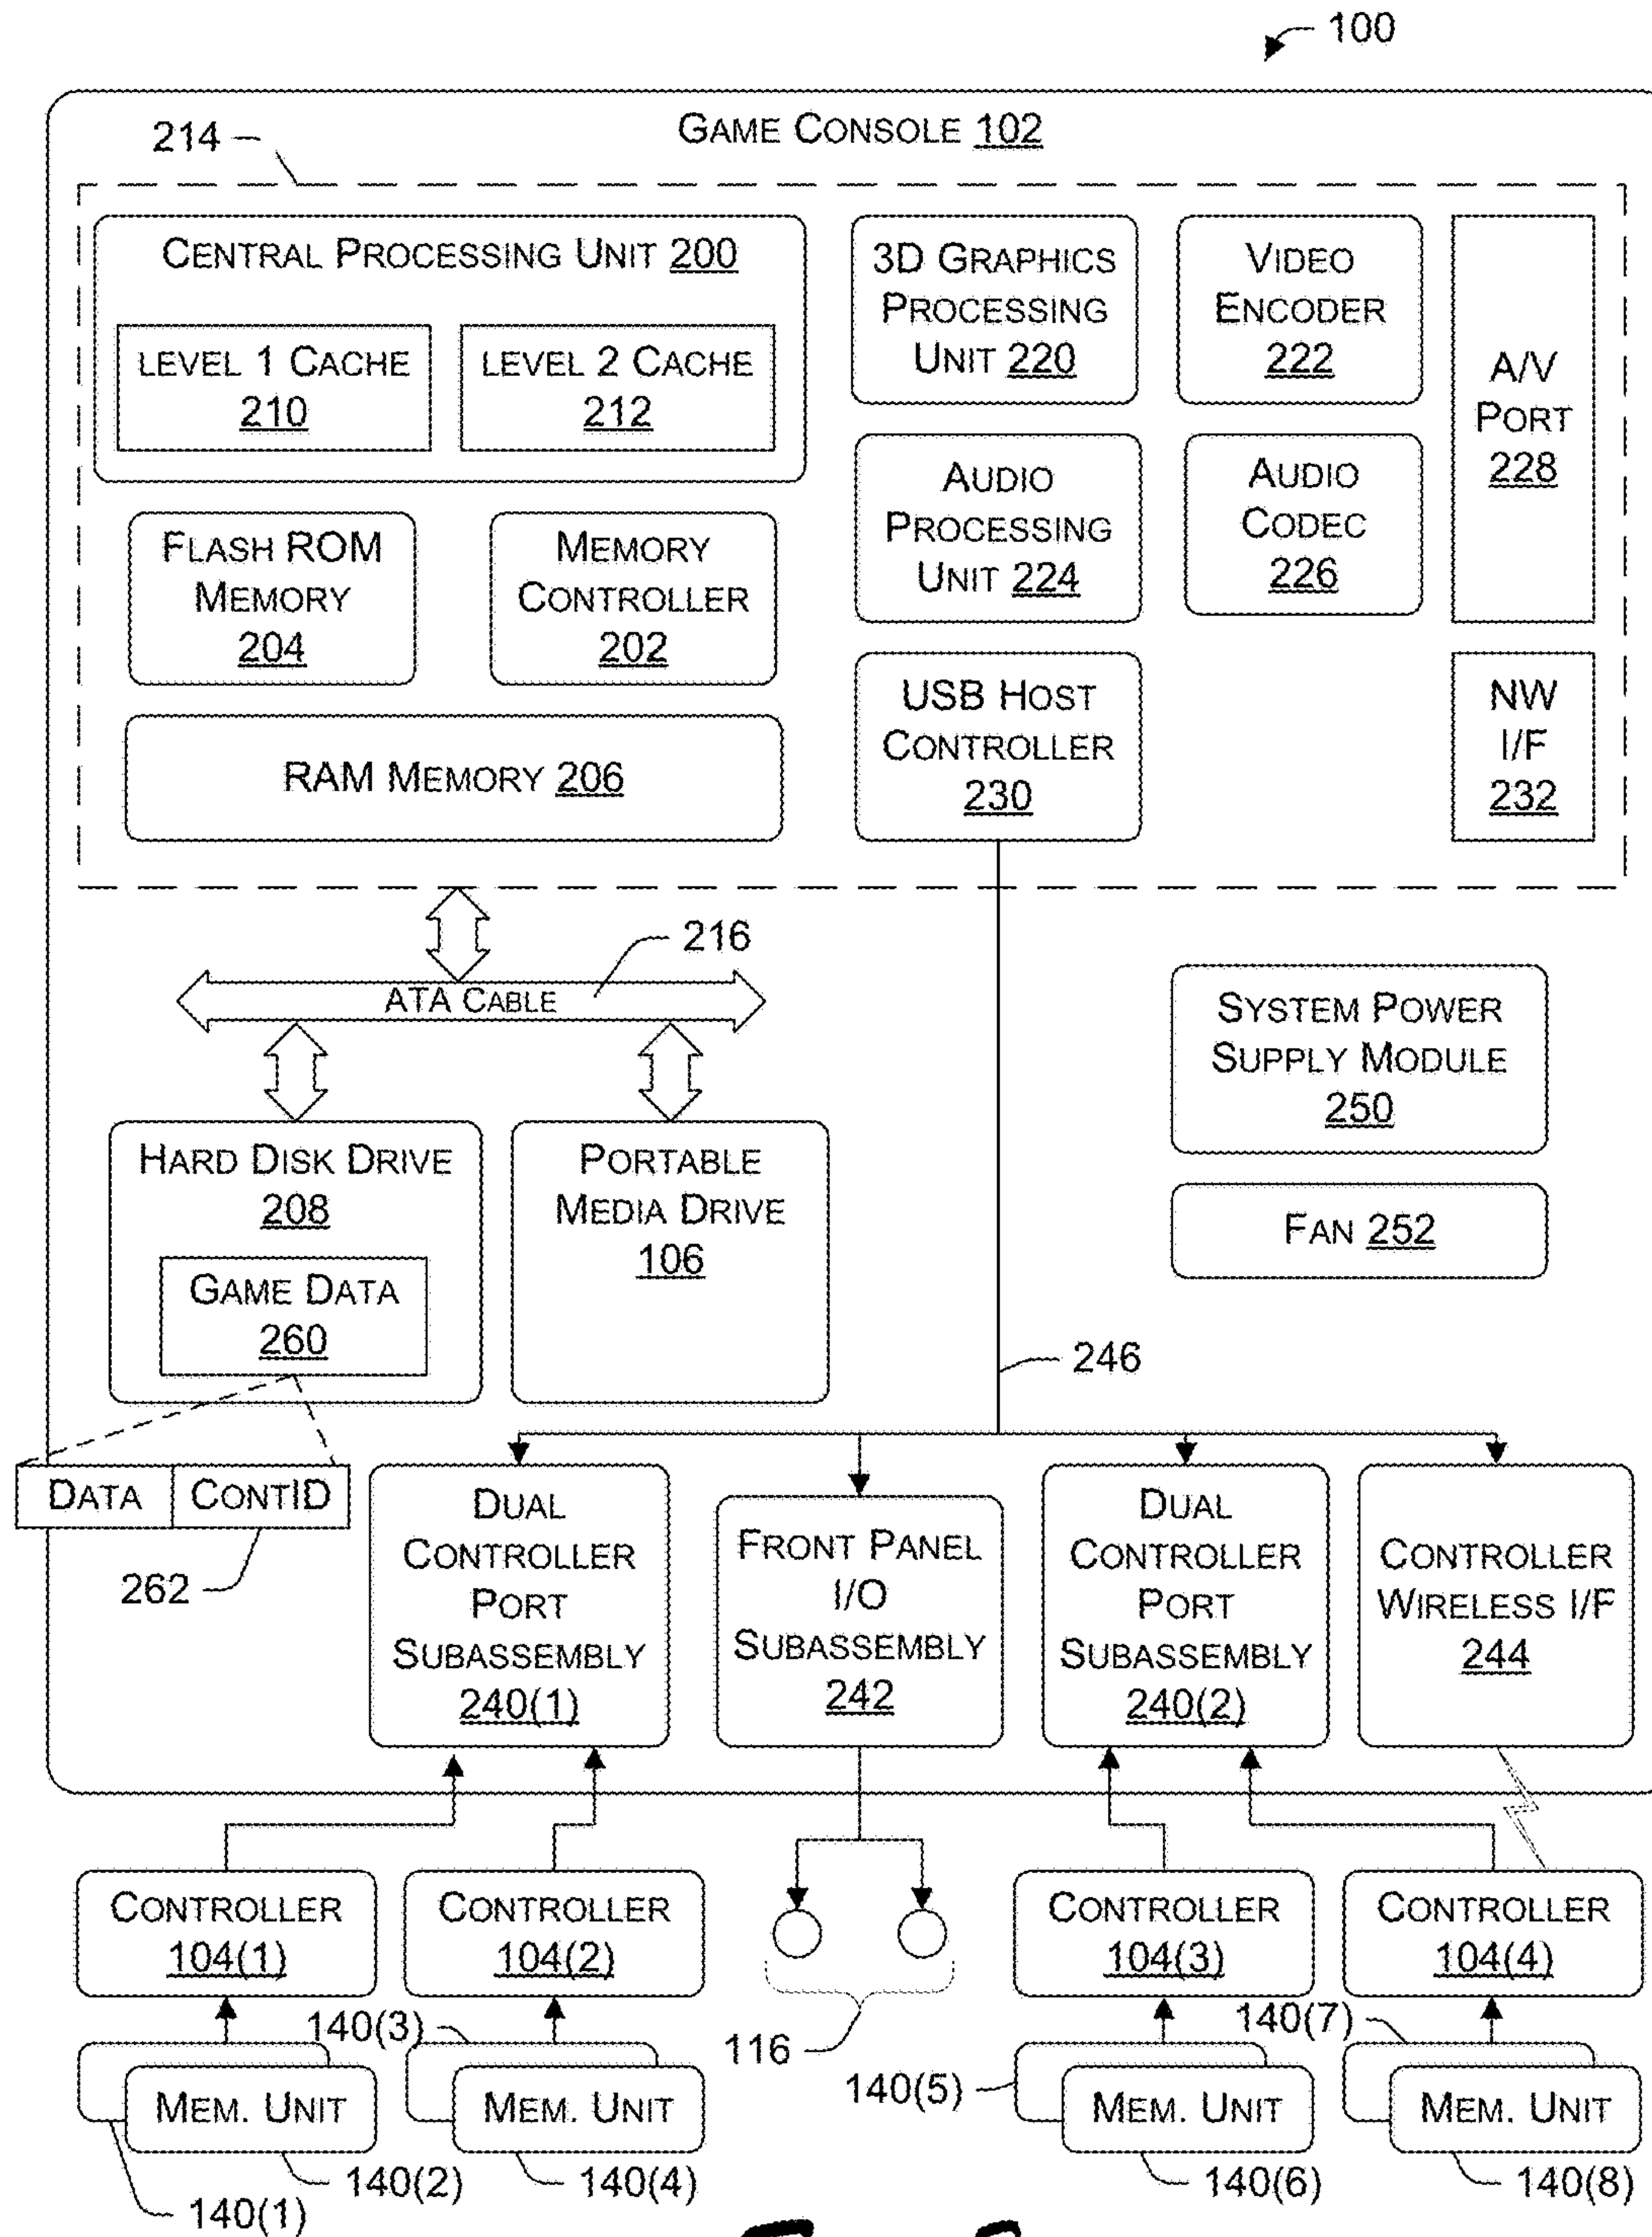 100
GAME CONSOLE 102
214
CENTRAL PROCESSING UNIT 200
LEVEL 1 CACHE
210
LEVEL 2 CACHE
212
3D GRAPHICS
PROCESSING
UNIT 220
VIDEO
ENCODER
222
A/V
PORT
228
FLASH ROM
MEMORY
204
MEMORY
CONTROLLER
202
AUDIO
PROCESSING
UNIT 224
AUDIO
CODEC
226
RAM MEMORY 206
USB HOST
CONTROLLER
230
NW
I/F
232
216
ATA CABLE
SYSTEM POWER
SUPPLY MODULE
250
HARD DISK DRIVE
208
GAME DATA
260
PORTABLE
MEDIA DRIVE
106
FAN 252
246
DATA
CONTID
262
DUAL
CONTROLLER
PORT
SUBASSEMBLY
240(1)
FRONT PANEL
I/O
SUBASSEMBLY
242
DUAL
CONTROLLER
PORT
SUBASSEMBLY
240(2)
CONTROLLER
WIRELESS I/F
244
CONTROLLER
104(1)
CONTROLLER
104(2)
CONTROLLER
104(3)
CONTROLLER
104(4)
140(3)
116
140(7)
140(5)
MEM. UNIT
MEM. UNIT
MEM. UNIT
MEM. UNIT
140(2)
140(4)
140(6)
140(8)
140(1)